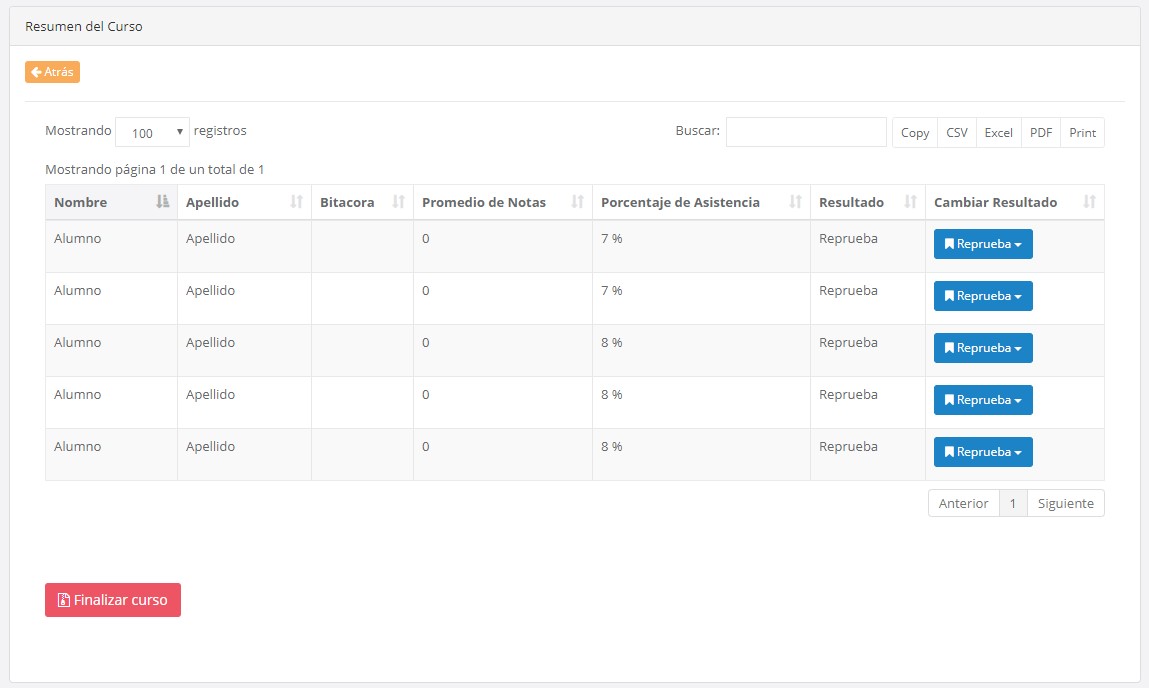 Resumen del Curso
Atrás
Mostrando 100 registros Buscar: Copy CSV Excel PDF Print
Mostrando página 1 de un total de 1
Nombre Apellido Bitacora Promedio de Notas Porcentaje de Asistencia Resultado Cambiar Resultado
Alumno Apellido 0 7 % Reprueba Reprueba
Alumno Apellido 0 7 % Reprueba Reprueba
Alumno Apellido 0 8 % Reprueba Reprueba
Alumno Apellido 0 8 % Reprueba Reprueba
Alumno Apellido 0 8 % Reprueba Reprueba
Anterior 1 Siguiente
Finalizar curso